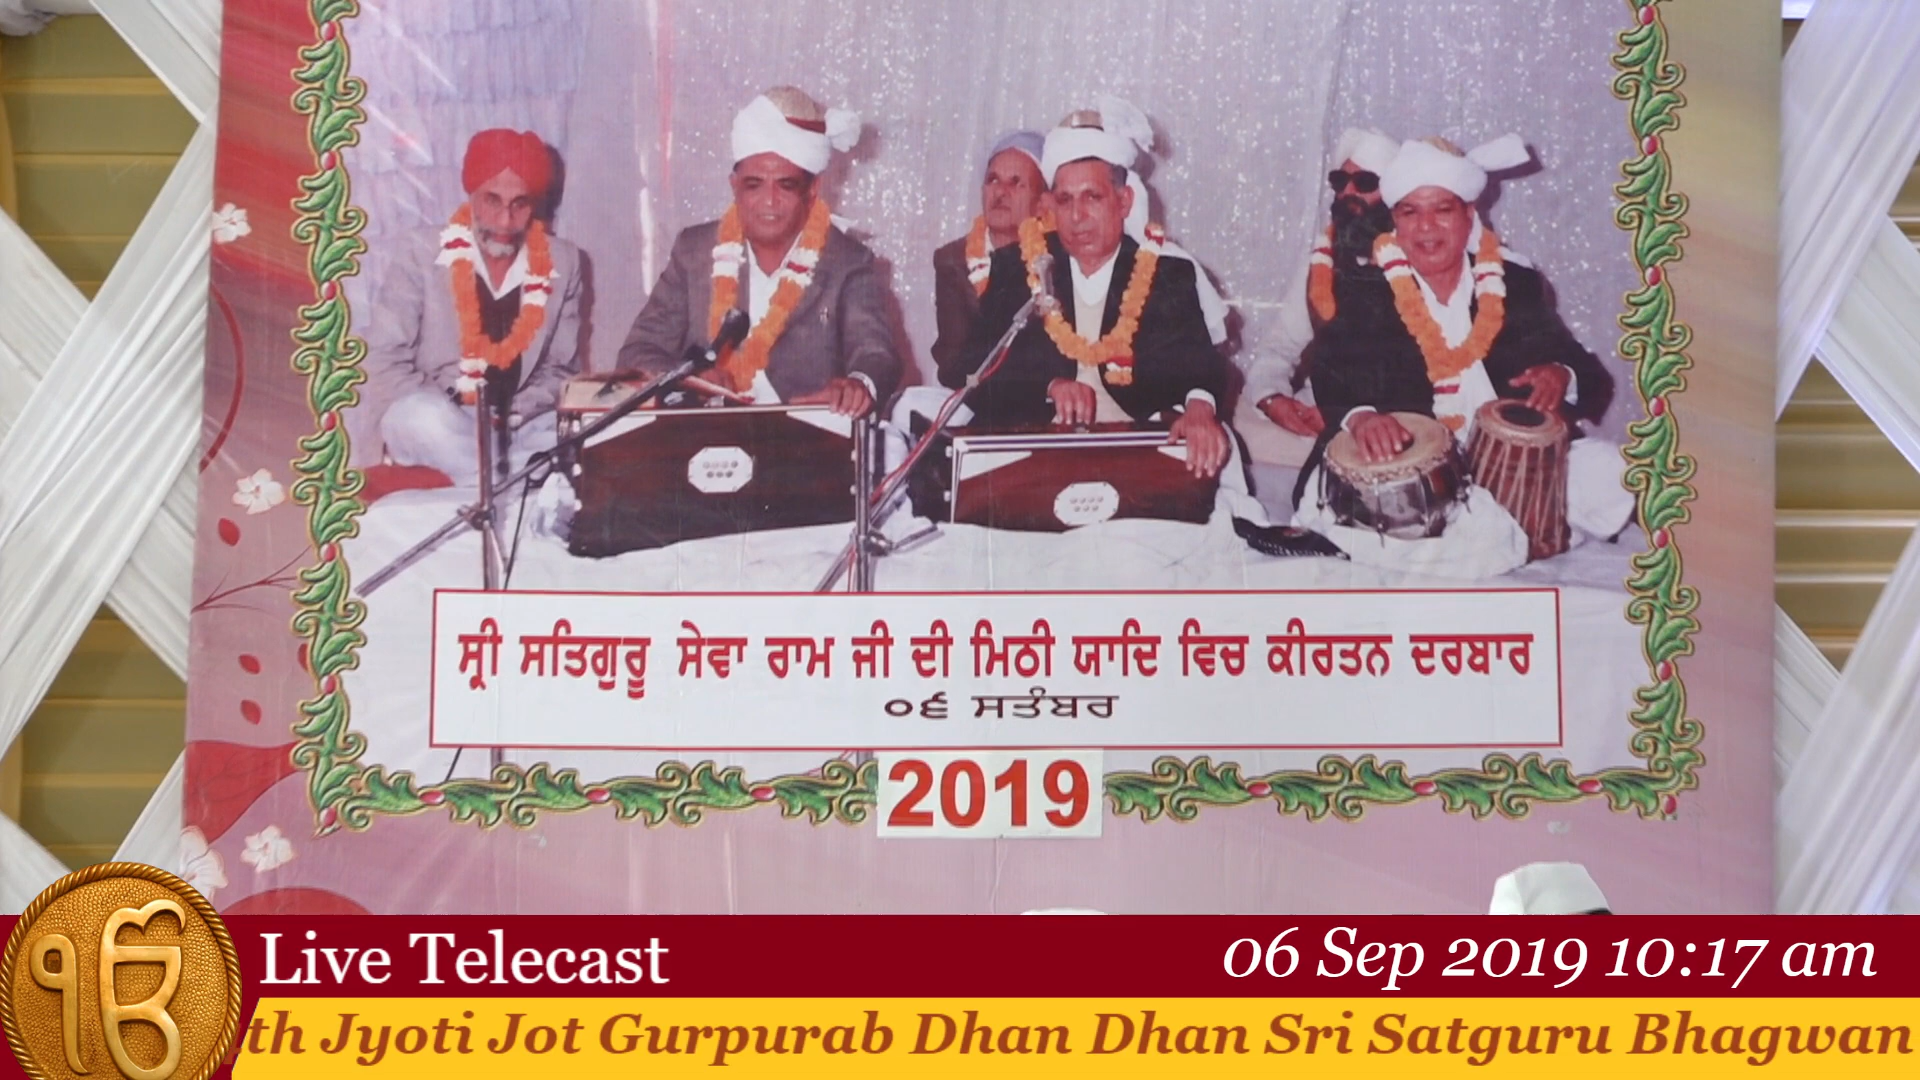 ਸ੍ਰੀ ਸਤਿਗੁਰੂ ਸੇਵਾ ਰਾਮ ਜੀ ਦੀ ਮਿਠੀ ਯਾਦਿ ਵਿਚ ਕੀਰਤਨ ਦਰਬਾਰ
੦੬ ਸਤੰਬਰ
2019
ੴ
Live Telecast
06 Sep 2019 10:17 am
th Jyoti Jot Gurpurab Dhan Dhan Sri Satguru Bhagwan